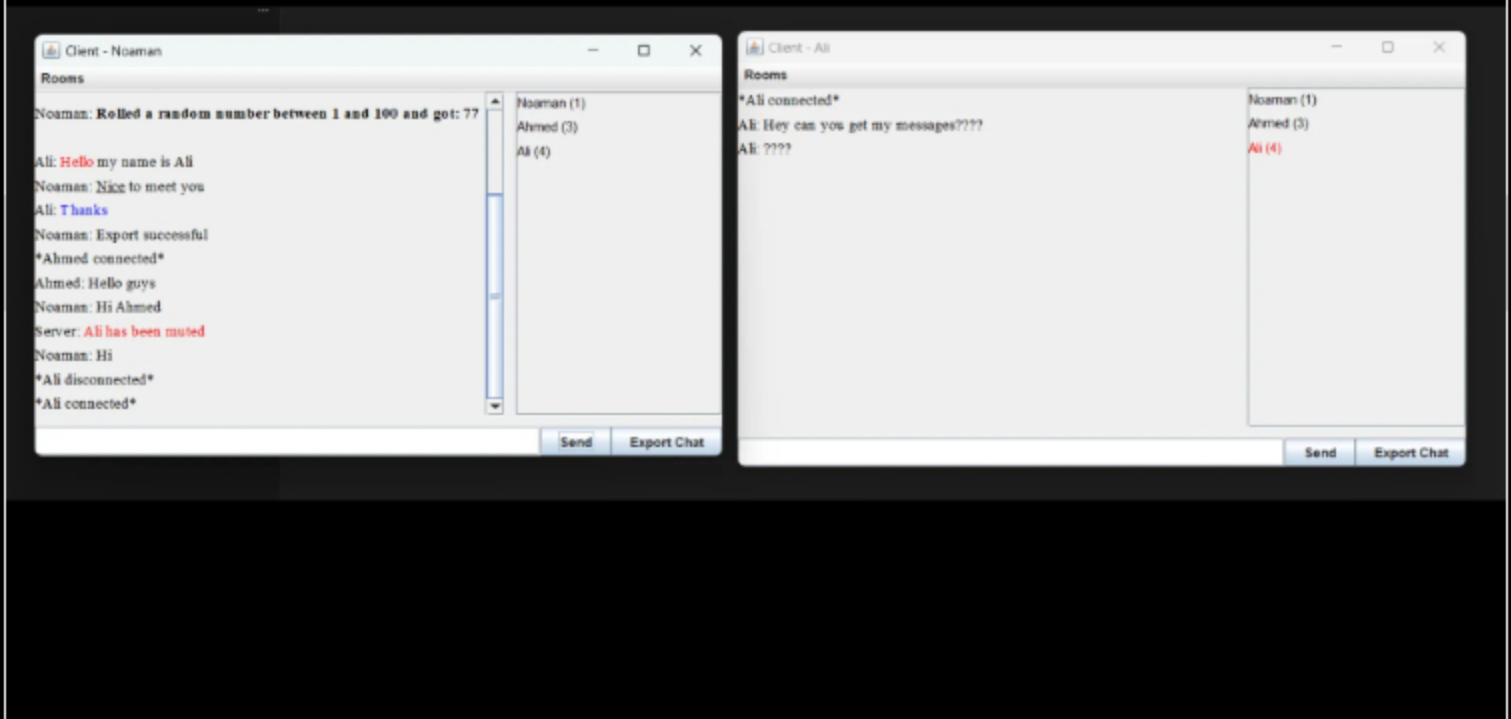 Client - Noaman
Rooms
Noaman: Rolled a random number between 1 and 100 and got: 77
Ali: Hello my name is Ali
Noaman: Nice to meet you
Ali: Thanks
Noaman: Export successful
*Ahmed connected*
Ahmed: Hello guys
Noaman: Hi Ahmed
Server: Ali has been muted
Noaman: Hi
*Ali disconnected*
*Ali connected*
Noaman (1)
Ahmed (3)
Ali (4)
Send
Export Chat
Client - Ali
Rooms
*Ali connected*
Ali: Hey can you get my messages????
Ali: ????
Noaman (1)
Ahmed (3)
Ali (4)
Send
Export Chat